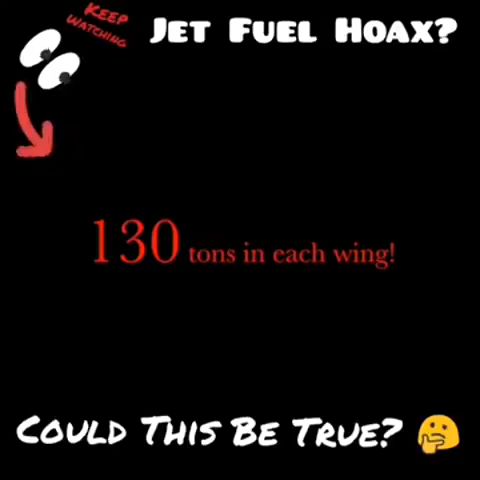 KEEP
WATCHING
JET FUEL HOAX?
130 tons in each wing!
COULD THIS BE TRUE? 🤔